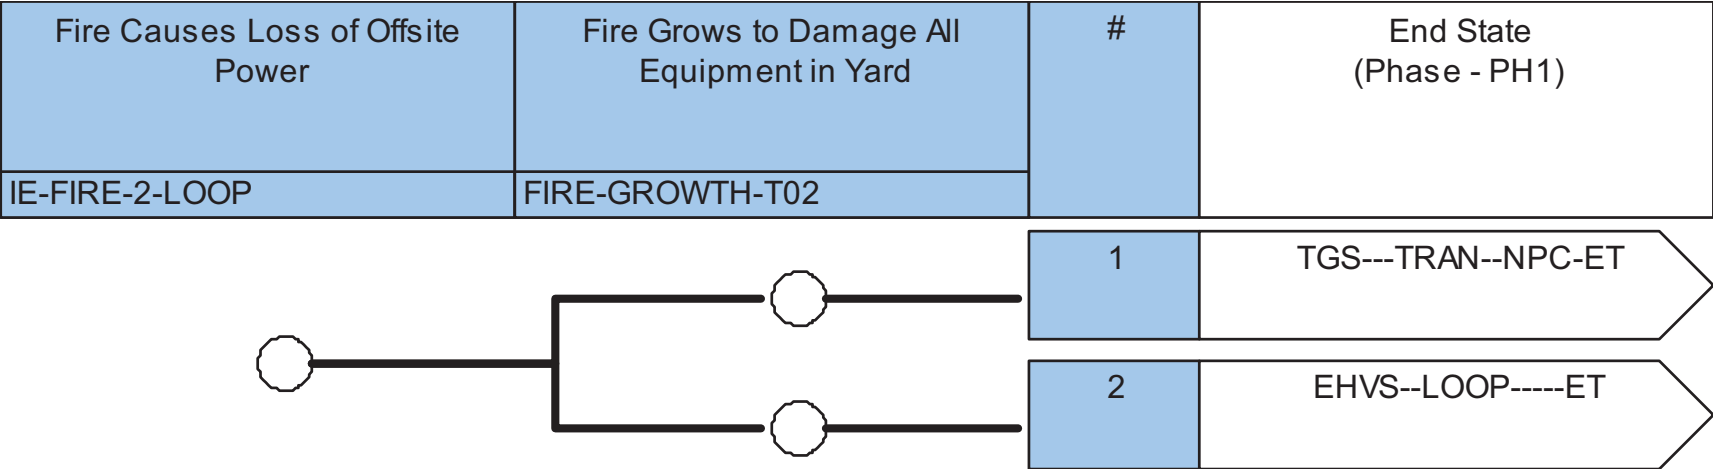 Fire Causes Loss of Offsite
Power
Fire Grows to Damage All
Equipment in Yard
#
End State
(Phase - PH1)
IE-FIRE-2-LOOP
FIRE-GROWTH-T02
1
TGS---TRAN--NPC-ET
2
EHVS--LOOP-----ET